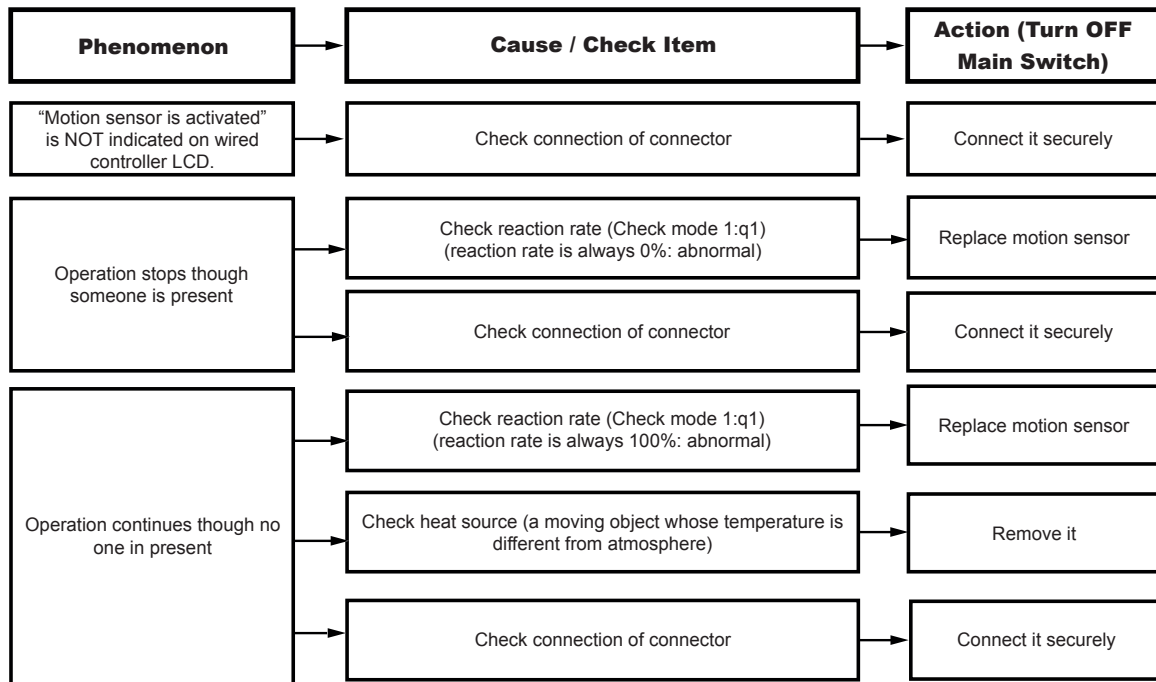 Phenomenon
Cause / Check Item
Action (Turn OFF
Main Switch)
“Motion sensor is activated”
is NOT indicated on wired
controller LCD.
Check connection of connector
Connect it securely
Operation stops though
someone is present
Check reaction rate (Check mode 1:q1)
(reaction rate is always 0%: abnormal)
Replace motion sensor
Check connection of connector
Connect it securely
Operation continues though no
one in present
Check reaction rate (Check mode 1:q1)
(reaction rate is always 100%: abnormal)
Replace motion sensor
Check heat source (a moving object whose temperature is
different from atmosphere)
Remove it
Check connection of connector
Connect it securely